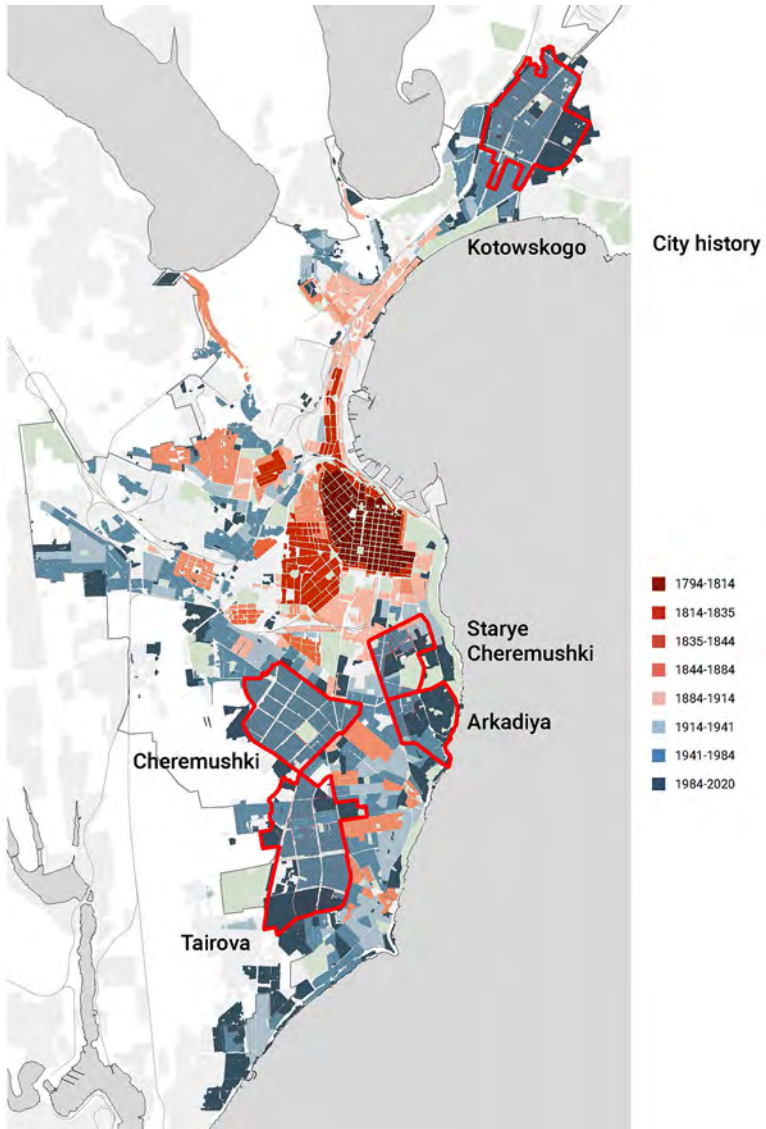 Kotowskogo
City history
1794-1814
1814-1835
1835-1844
1844-1884
1884-1914
1914-1941
1941-1984
1984-2020
Starye
Cheremushki
Arkadiya
Cheremushki
Tairova